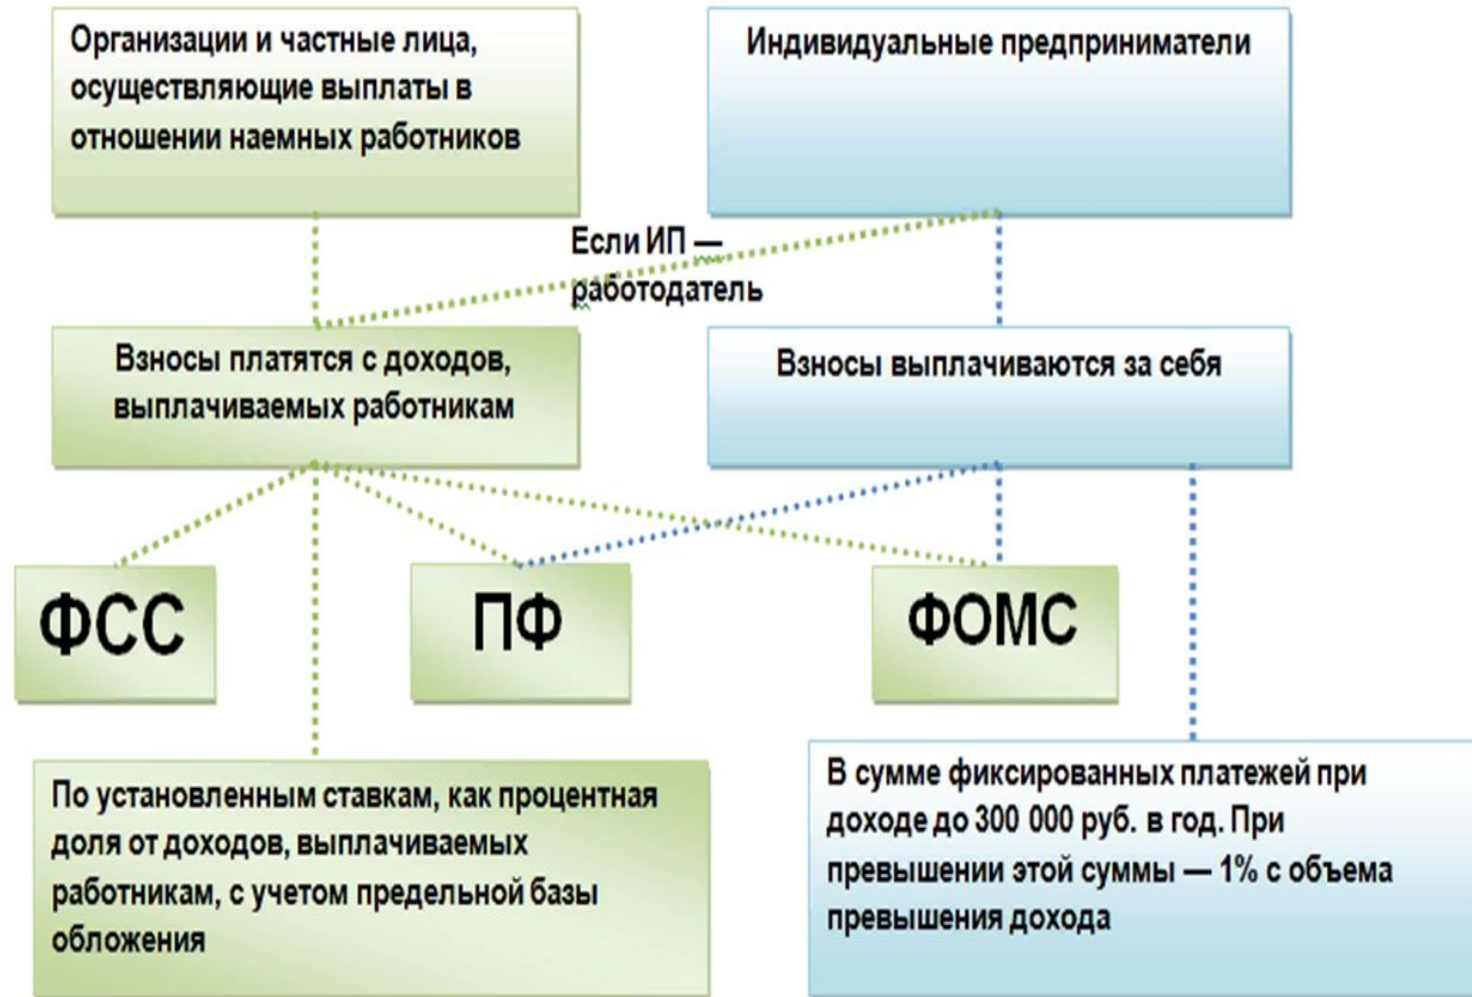 Организации и частные лица,
осуществляющие выплаты в
отношении наемных работников
Индивидуальные предприниматели
Если ИП —
работодатель
Взносы платятся с доходов,
выплачиваемых работникам
Взносы выплачиваются за себя
ФСС
ПФ
ФОМС
По установленным ставкам, как процентная
доля от доходов, выплачиваемых
работникам, с учетом предельной базы
обложения
В сумме фиксированных платежей при
доходе до 300 000 руб. в год. При
превышении этой суммы — 1% с объема
превышения дохода